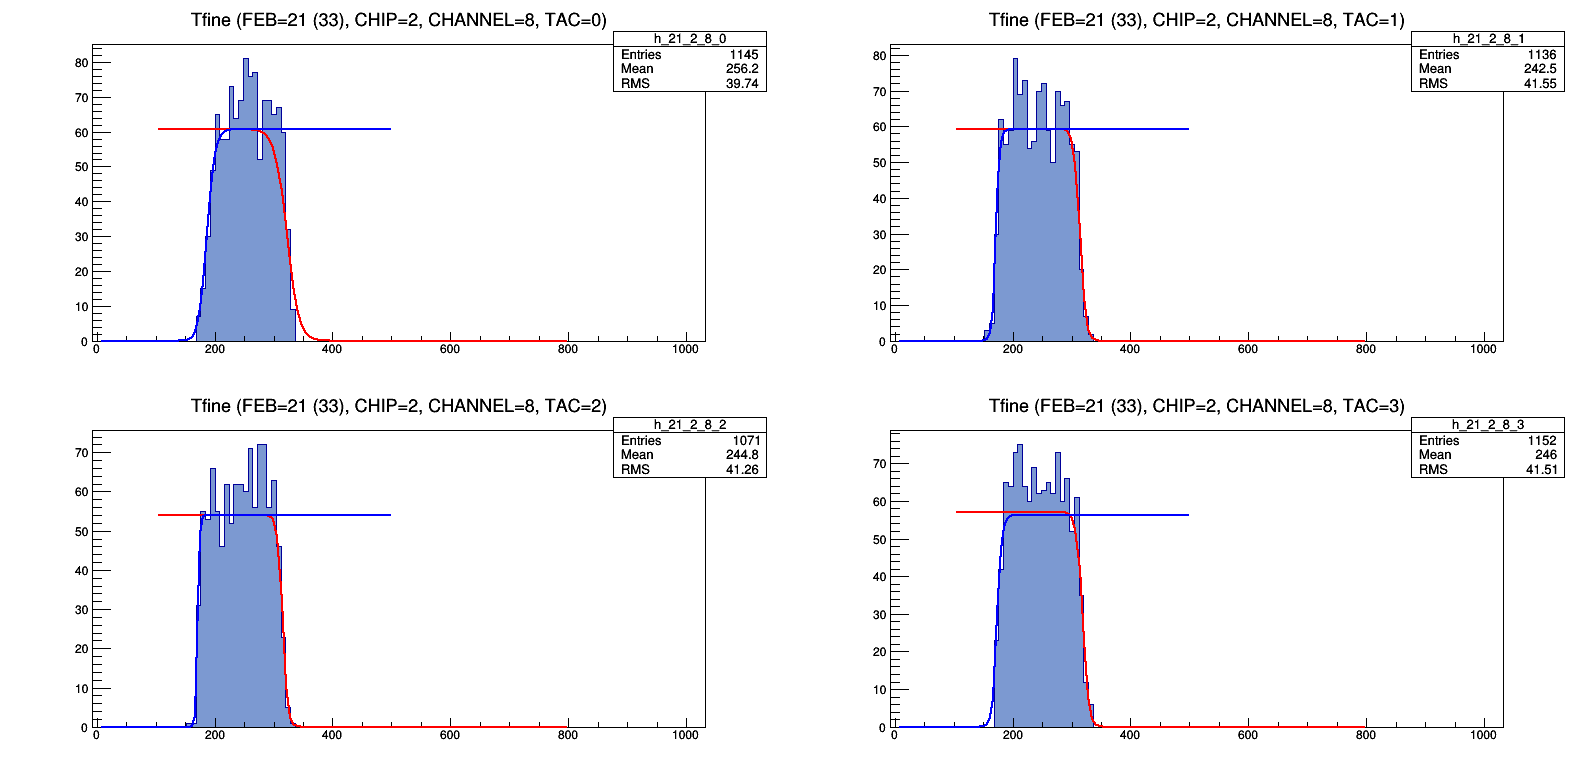 Tfine (FEB=21 (33), CHIP=2, CHANNEL=8, TAC=0)
h_21_2_8_0
Entries 1145
Mean 256.2
RMS 39.74
80
70
60
50
40
30
20
10
0
0 200 400 600 800 1000
Tfine (FEB=21 (33), CHIP=2, CHANNEL=8, TAC=1)
h_21_2_8_1
Entries 1136
Mean 242.5
RMS 41.55
80
70
60
50
40
30
20
10
0
0 200 400 600 800 1000
Tfine (FEB=21 (33), CHIP=2, CHANNEL=8, TAC=2)
h_21_2_8_2
Entries 1071
Mean 244.8
RMS 41.26
70
60
50
40
30
20
10
0
0 200 400 600 800 1000
Tfine (FEB=21 (33), CHIP=2, CHANNEL=8, TAC=3)
h_21_2_8_3
Entries 1152
Mean 246
RMS 41.51
70
60
50
40
30
20
10
0
0 200 400 600 800 1000